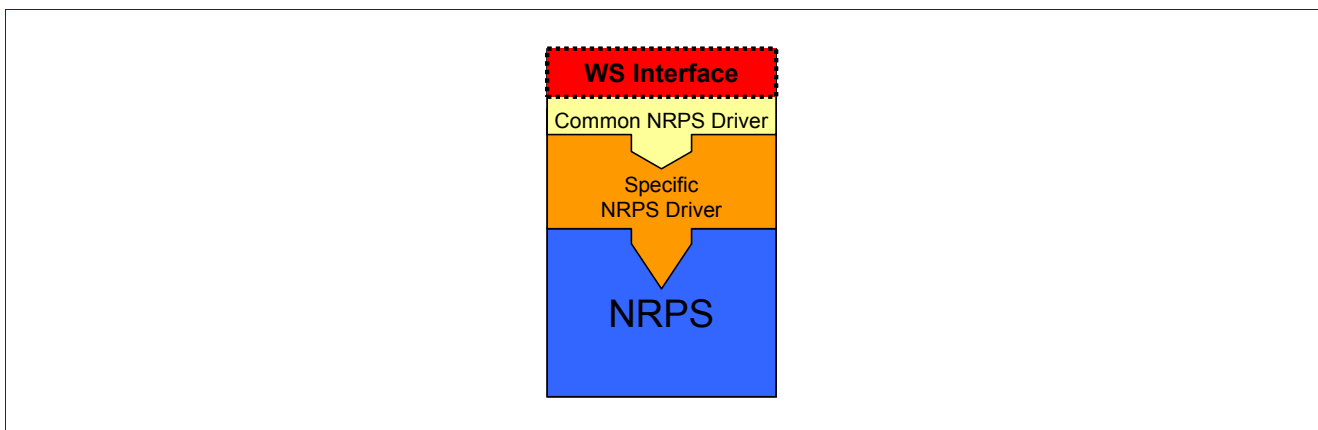 WS Interface
Common NRPS Driver
Specific
NRPS Driver
NRPS